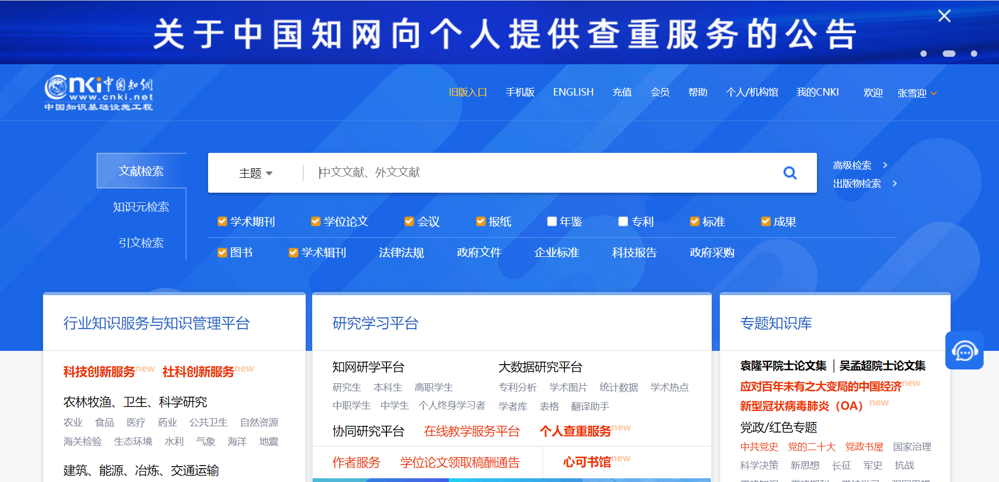 关于中国知网向个人提供查重服务的公告
cnki中国知网
www.cnki.net
中国知识基础设施工程
旧版入口 手机版 ENGLISH 充值 会员 帮助 个人/机构馆 我的CNKI 欢迎 张雪迎
文献检索
知识元检索
引文检索
主题 中文文献、外文文献
高级检索 >
出版物检索 >
学术期刊 学位论文 会议 报纸 年鉴 专利 标准 成果
图书 学术辑刊 法律法规 政府文件 企业标准 科技报告 政府采购
行业知识服务与知识管理平台
科技创新服务new 社科创新服务new
农林牧渔、卫生、科学研究
农业 食品 医疗 药业 公共卫生 自然资源
海关检验 生态环境 水利 气象 海洋 地震
建筑、能源、冶炼、交通运输
研究学习平台
知网研学平台
研究生 本科生 高职学生
中职学生 中学生 个人终身学习者
大数据研究平台
专利分析 学术图片 统计数据 学术热点
学者库 表格 翻译助手
协同研究平台 在线教学服务平台 个人查重服务new
作者服务 学位论文领取稿酬通告 心可书馆new
专题知识库
袁隆平院士论文集 | 吴孟超院士论文集
应对百年未有之大变局的中国经济new
新型冠状病毒肺炎（OA）new
党政/红色专题
中共党史 党的二十大 党政书屋 国家治理
科学决策 新思想 长征 军史 抗战